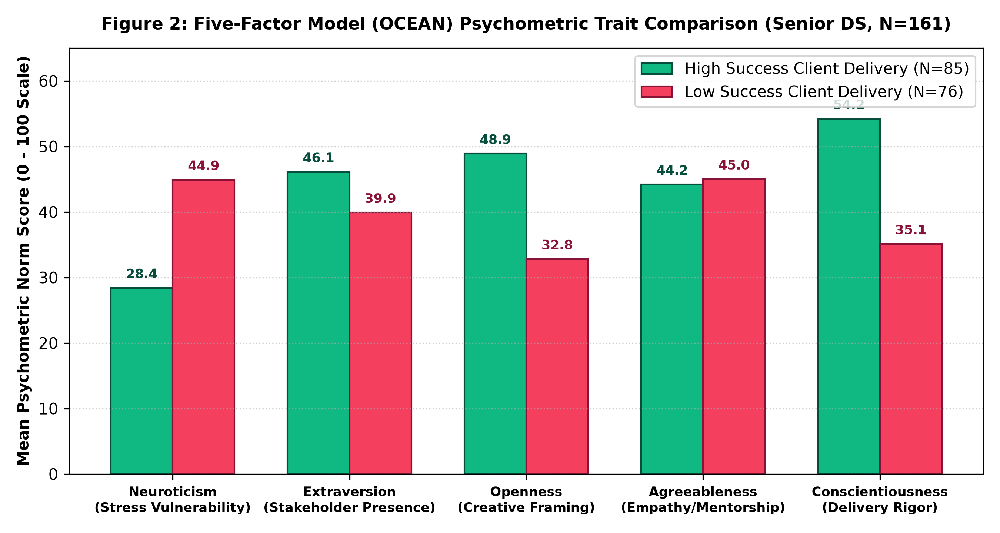 Figure 2: Five-Factor Model (OCEAN) Psychometric Trait Comparison (Senior DS, N=161)
Mean Psychometric Norm Score (0 - 100 Scale)
60
50
40
30
20
10
0
High Success Client Delivery (N=85)
Low Success Client Delivery (N=76)
28.4
44.9
46.1
39.9
48.9
32.8
44.2
45.0
54.2
35.1
Neuroticism
(Stress Vulnerability)
Extraversion
(Stakeholder Presence)
Openness
(Creative Framing)
Agreeableness
(Empathy/Mentorship)
Conscientiousness
(Delivery Rigor)